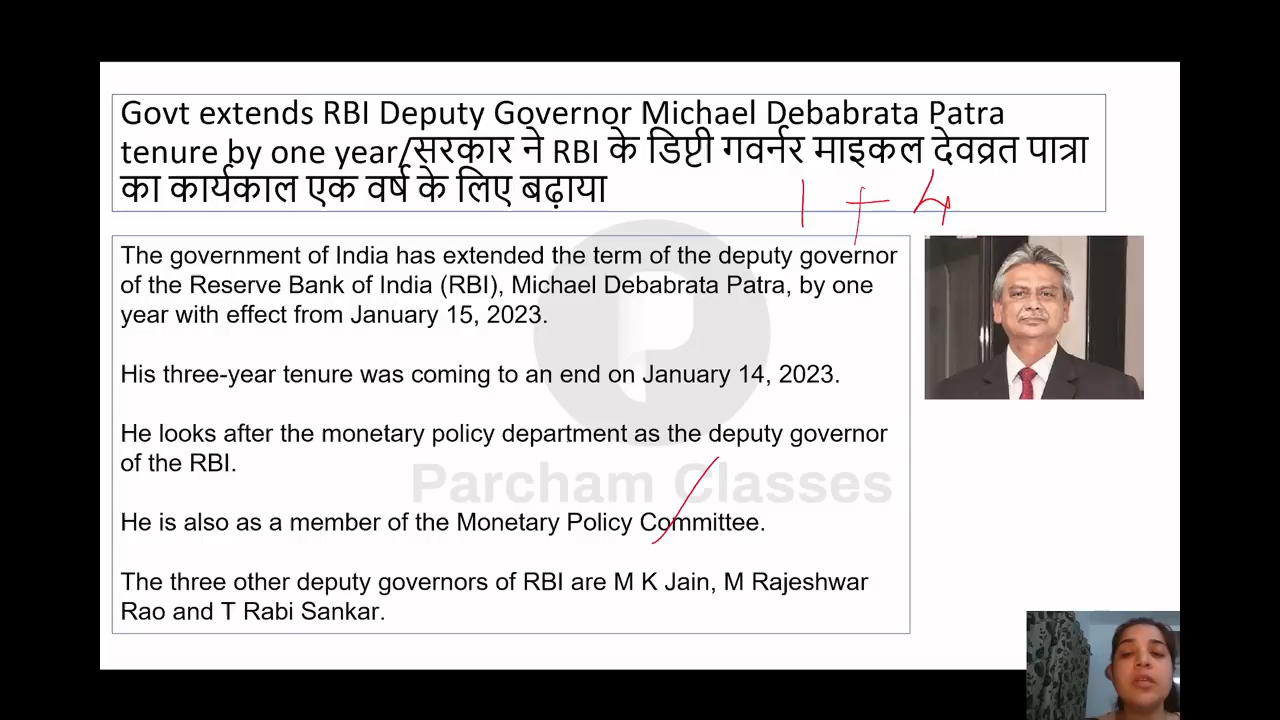 Govt extends RBI Deputy Governor Michael Debabrata Patra
tenure by one year/सरकार ने RBI के डिप्टी गवर्नर माइकल देवव्रत पात्रा
का कार्यकाल एक वर्ष के लिए बढ़ाया
1 + 4
The government of India has extended the term of the deputy governor
of the Reserve Bank of India (RBI), Michael Debabrata Patra, by one
year with effect from January 15, 2023.
His three-year tenure was coming to an end on January 14, 2023.
He looks after the monetary policy department as the deputy governor
of the RBI.
Parcham Classes
He is also as a member of the Monetary Policy Committee.
The three other deputy governors of RBI are M K Jain, M Rajeshwar
Rao and T Rabi Sankar.